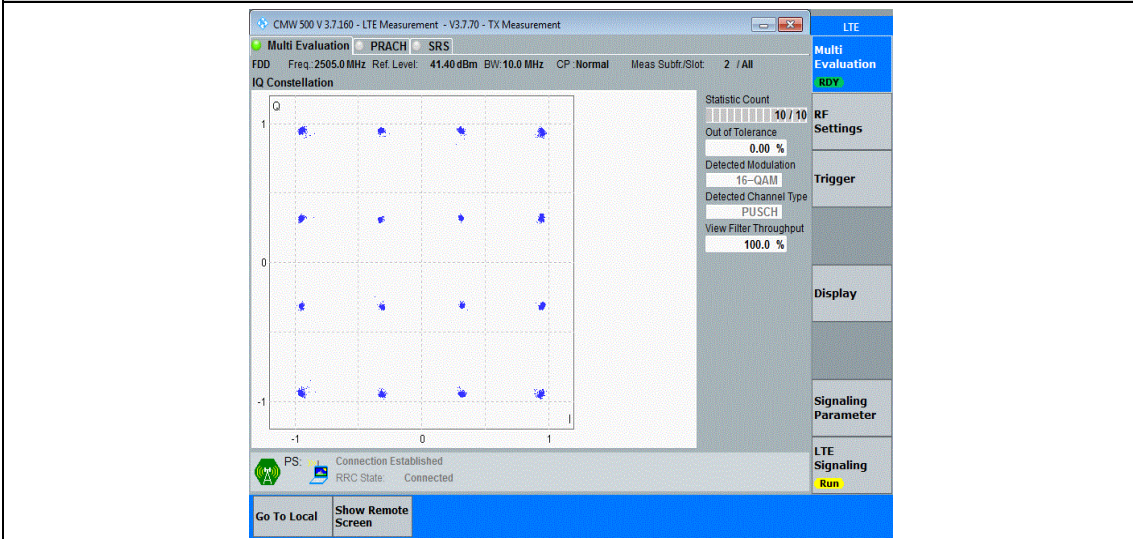 CMW 500 V 3.7.160 - LTE Measurement - V3.7.70 - TX Measurement
LTE
Multi Evaluation PRACH SRS
Multi
Evaluation
RDY
FDD Freq.:2505.0 MHz Ref. Level: 41.40 dBm BW:10.0 MHz CP :Normal Meas Subfr./Slot: 2 / All
IQ Constellation
Q
1
0
-1
I
-1 0 1
Statistic Count
10 / 10
Out of Tolerance
0.00 %
Detected Modulation
16-QAM
Detected Channel Type
PUSCH
View Filter Throughput
100.0 %
RF
Settings
Trigger
Display
Signaling
Parameter
LTE
Signaling
Run
PS: Connection Established
RRC State: Connected
Go To Local
Show Remote
Screen